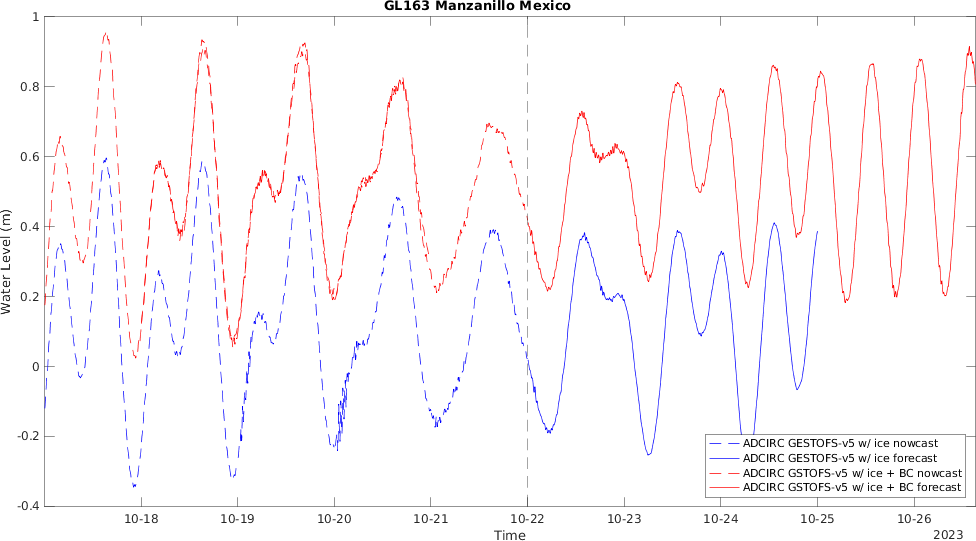 GL163 Manzanillo Mexico
Water Level (m)
1
0.8
0.6
0.4
0.2
0
-0.2
-0.4
ADCIRC GESTOFS-v5 w/ ice nowcast
ADCIRC GESTOFS-v5 w/ ice forecast
ADCIRC GSTOFS-v5 w/ ice + BC nowcast
ADCIRC GSTOFS-v5 w/ ice + BC forecast
10-18 10-19 10-20 10-21 10-22 10-23 10-24 10-25 10-26
Time
2023